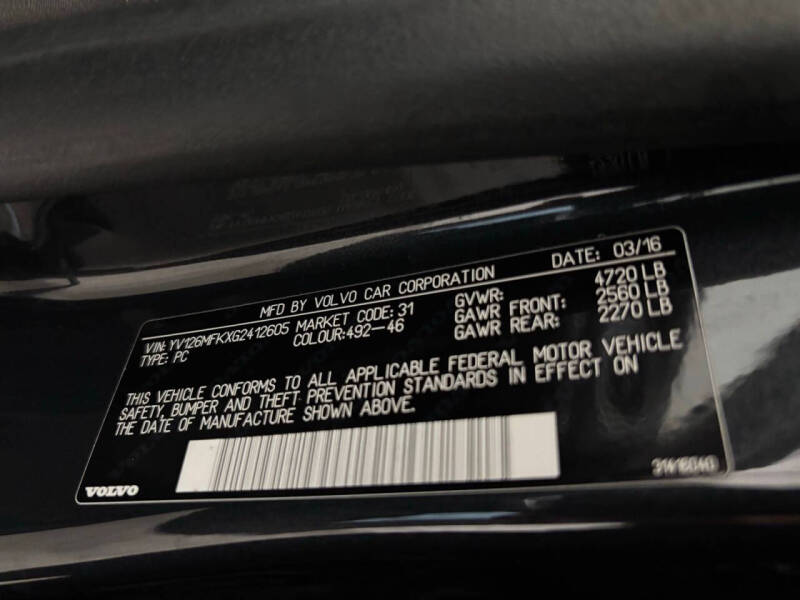 MFD BY VOLVO CAR CORPORATION DATE: 03/16
VIN: YV126MFKXG2412605 MARKET CODE: 31 GVWR: 4720 LB
TYPE: PC COLOUR: 492-46 GAWR FRONT: 2560 LB
GAWR REAR: 2270 LB
THIS VEHICLE CONFORMS TO ALL APPLICABLE FEDERAL MOTOR VEHICLE
SAFETY, BUMPER AND THEFT PREVENTION STANDARDS IN EFFECT ON
THE DATE OF MANUFACTURE SHOWN ABOVE.
VOLVO 31416040